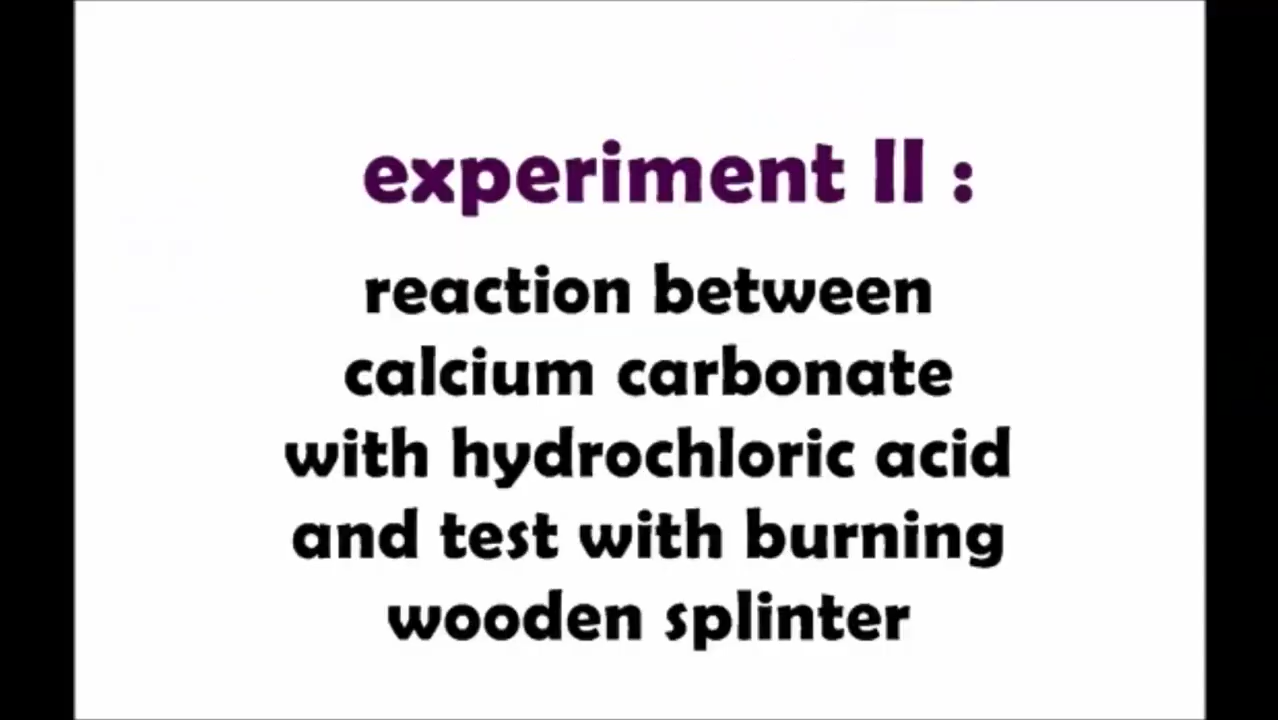 experiment II :
reaction between
calcium carbonate
with hydrochloric acid
and test with burning
wooden splinter